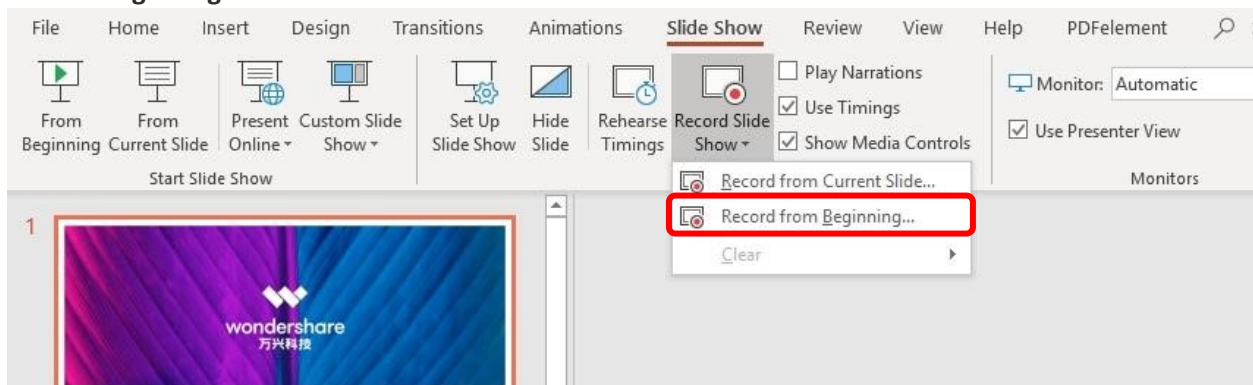 File Home Insert Design Transitions Animations Slide Show Review View Help PDFelement
From Beginning
From Current Slide
Present Online
Custom Slide Show
Set Up Slide Show
Hide Slide
Rehearse Timings
Record Slide Show
Play Narrations
Use Timings
Show Media Controls
Monitor: Automatic
Use Presenter View
Start Slide Show
Monitors
Record from Current Slide...
Record from Beginning...
Clear
1
wondershare
万兴科技